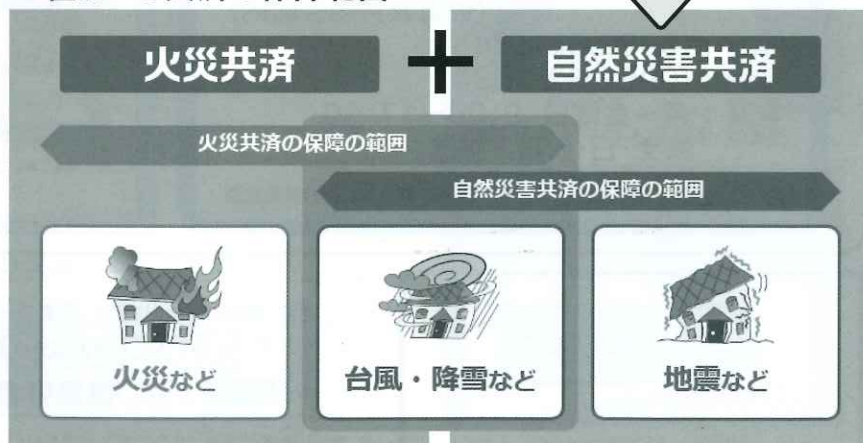 火災共済
+
自然災害共済
火災共済の保障の範囲
自然災害共済の保障の範囲
火災など
台風・降雪など
地震など